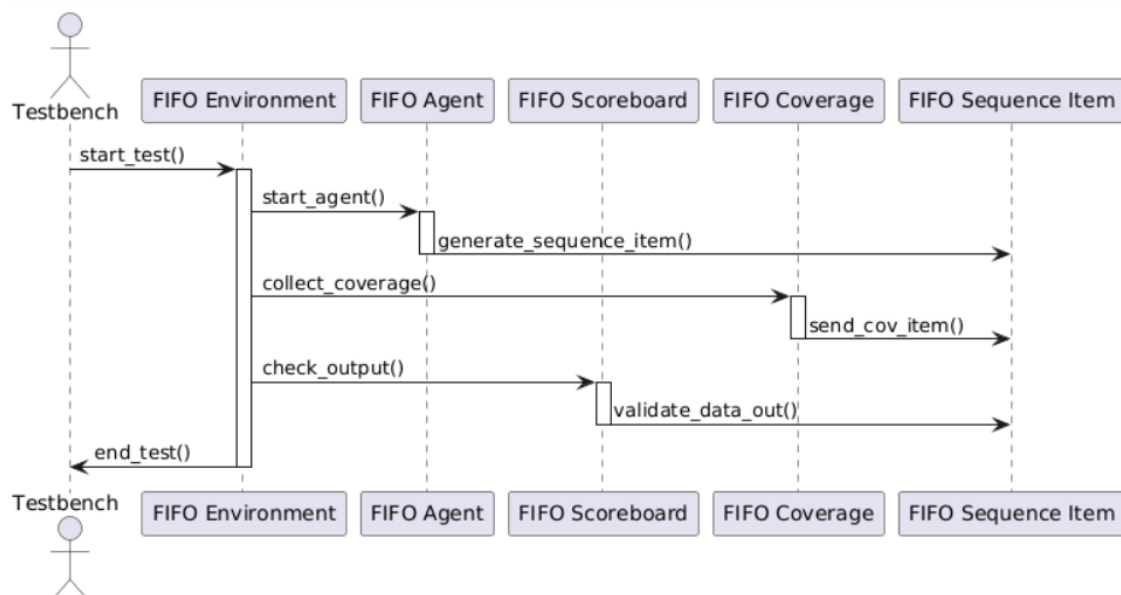 FIFO Environment FIFO Agent FIFO Scoreboard FIFO Coverage FIFO Sequence Item
Testbench
start_test()
start_agent()
generate_sequence_item()
collect_coverage()
send_cov_item()
check_output()
validate_data_out()
end_test()
Testbench
FIFO Environment FIFO Agent FIFO Scoreboard FIFO Coverage FIFO Sequence Item